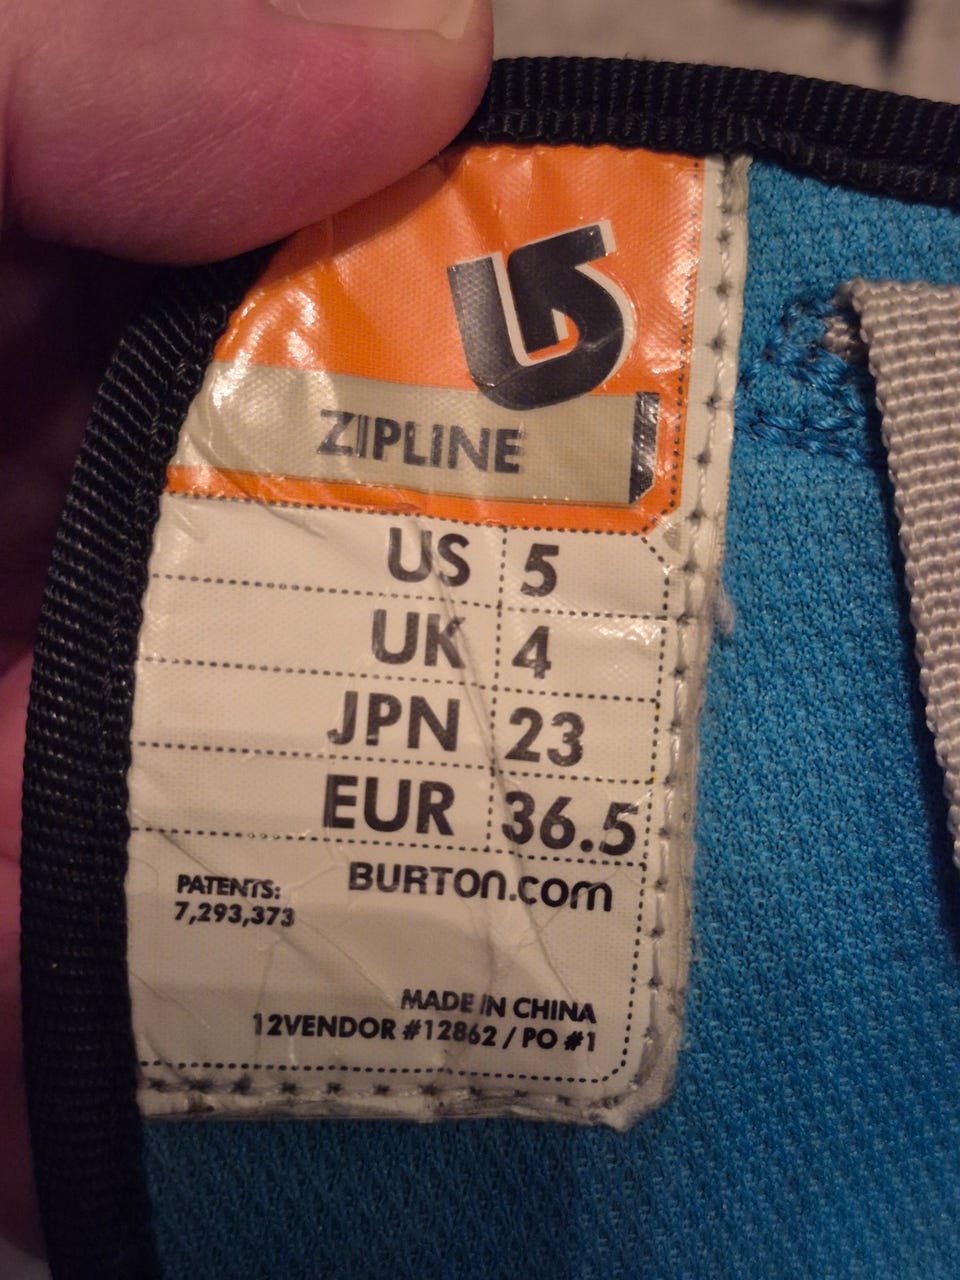 ZIPLINE
US 5
UK 4
JPN 23
EUR 36.5
BURTON.com
PATENTS:
7,293,373
MADE IN CHINA
12VENDOR #12862 / PO #1